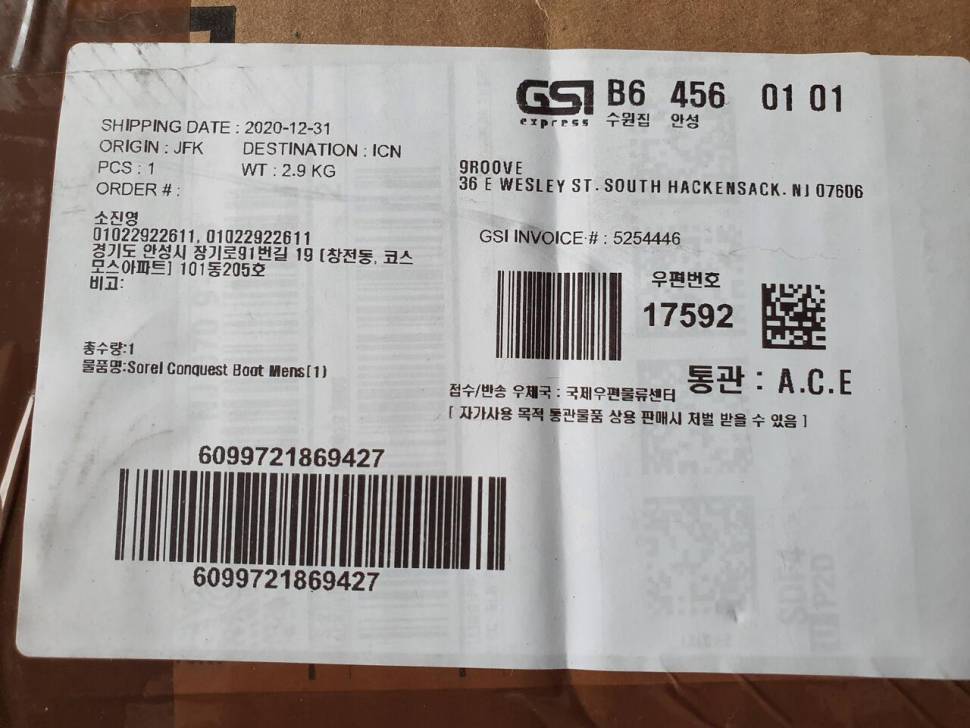 GSI express B6 456 01 01
수원집 안성
SHIPPING DATE : 2020-12-31
ORIGIN : JFK DESTINATION : ICN
PCS : 1 WT : 2.9 KG
ORDER # :
gROOVE
36 E WESLEY ST. SOUTH HACKENSACK. NJ 07606
소진영
01022922611, 01022922611
경기도 안성시 장기로91번길 19 (창전동, 코스
모스아파트) 101동205호
비고:
GSI INVOICE # : 5254446
우편번호
17592
총수량:1
물품명:Sorel Conquest Boot Mens(1)
통관 : A.C.E
접수/반송 우체국 : 국제우편물류센터
[ 자가사용 목적 통관물품 상용 판매시 처벌 받을 수 있음 ]
6099721869427
6099721869427